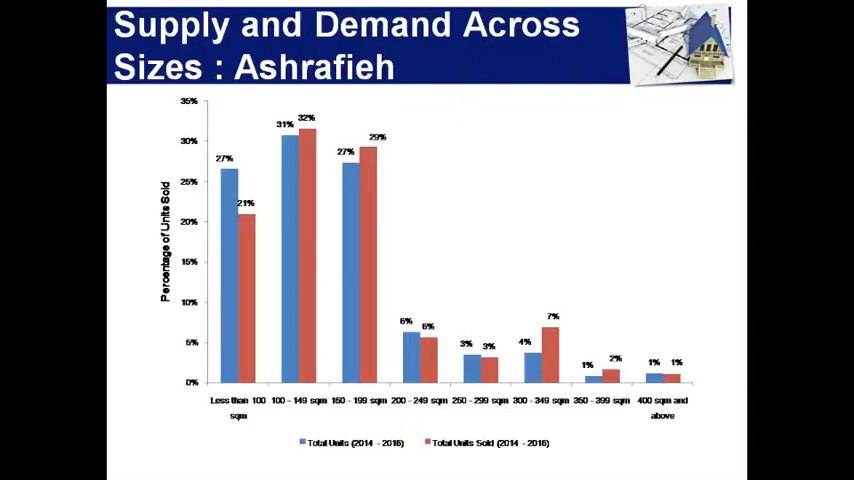 Supply and Demand Across
Sizes : Ashrafieh
35%
30%
25%
20%
15%
10%
5%
0%
Percentage of Units Sold
27%
21%
31%
32%
27%
29%
6%
6%
3%
3%
4%
7%
1%
2%
1%
1%
Less than 100 sqm
100 - 149 sqm
150 - 199 sqm
200 - 249 sqm
250 - 299 sqm
300 - 349 sqm
350 - 399 sqm
400 sqm and above
Total Units (2014 - 2016)
Total Units Sold (2014 - 2016)